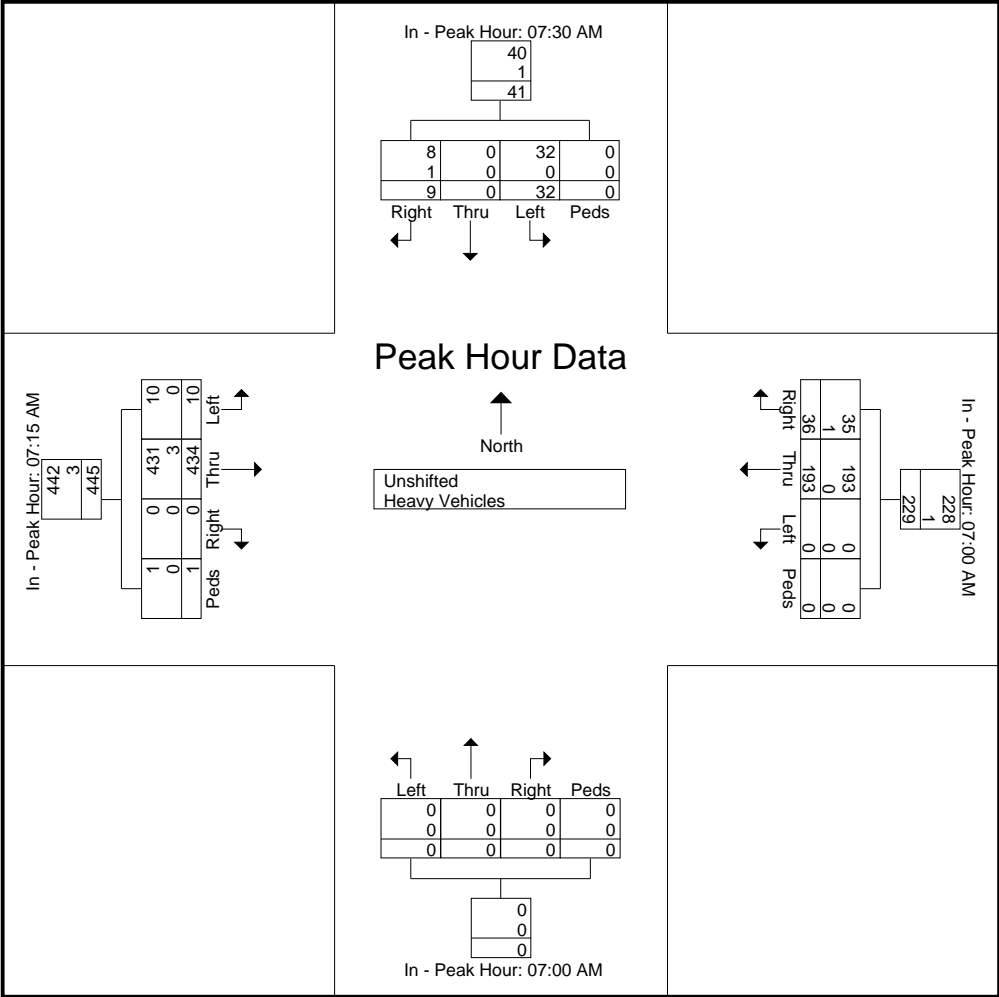 In - Peak Hour: 07:30 AM
40
1
41
8 0 32 0
1 0 0 0
9 0 32 0
Right Thru Left Peds
Peak Hour Data
North
Unshifted
Heavy Vehicles
In - Peak Hour: 07:15 AM
442
3
445
10 431 0 1
0 3 0 0
10 434 0 1
Left Thru Right Peds
In - Peak Hour: 07:00 AM
228
1
229
35 193 0 0
1 0 0 0
36 193 0 0
Right Thru Left Peds
Left Thru Right Peds
0 0 0 0
0 0 0 0
0 0 0 0
0
0
0
In - Peak Hour: 07:00 AM